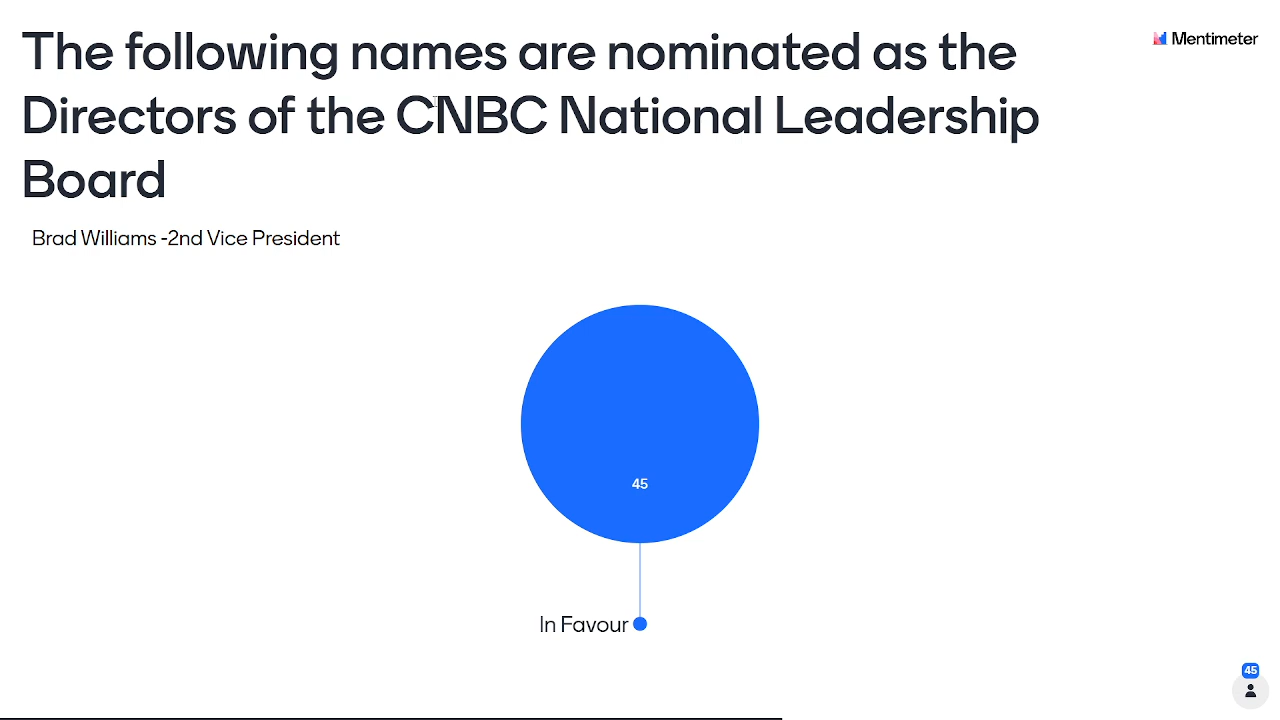 The following names are nominated as the
Directors of the CNBC National Leadership
Board
Mentimeter
Brad Williams -2nd Vice President
45
In Favour
45